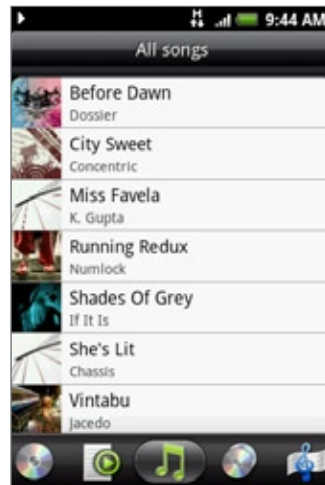 H
9:44 AM
All songs
Before Dawn
Dossier
City Sweet
Concentric
Miss Favela
K. Gupta
Running Redux
Numlock
Shades Of Grey
If It Is
She's Lit
Chassis
Vintabu
Jacedo